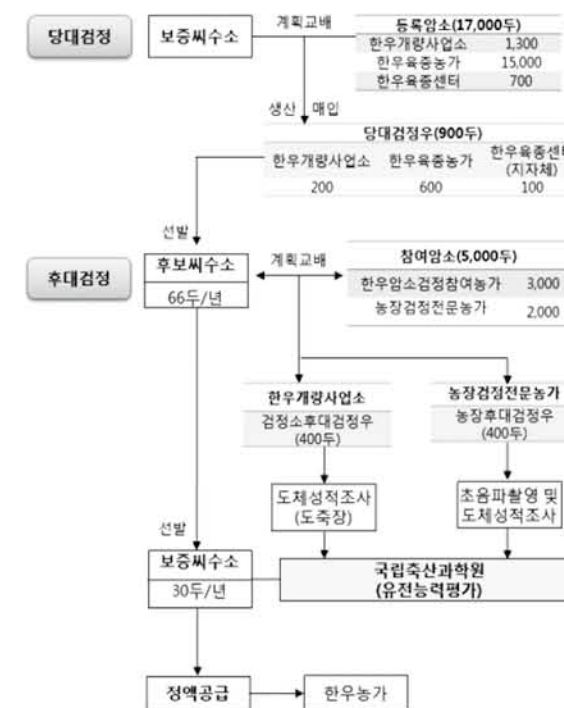 당대검정
보증씨수소
계획교배
등록암소(17,000두)
한우개량사업소 1,300
한우육종농가 15,000
한우육종센터 700
생산 매입
당대검정우(900두)
한우개량사업소 한우육종농가 한우육종센터
(지자체)
200 600 100
선발
후대검정
후보씨수소
66두/년
계획교배
참여암소(5,000두)
한우암소검정참여농가 3,000
농장검정전문농가 2,000
한우개량사업소
검정소후대검정우
(400두)
농장검정전문농가
농장후대검정우
(400두)
도체성적조사
(도축장)
초음파촬영 및
도체성적조사
선발
보증씨수소
30두/년
국립축산과학원
(유전능력평가)
정액공급
한우농가